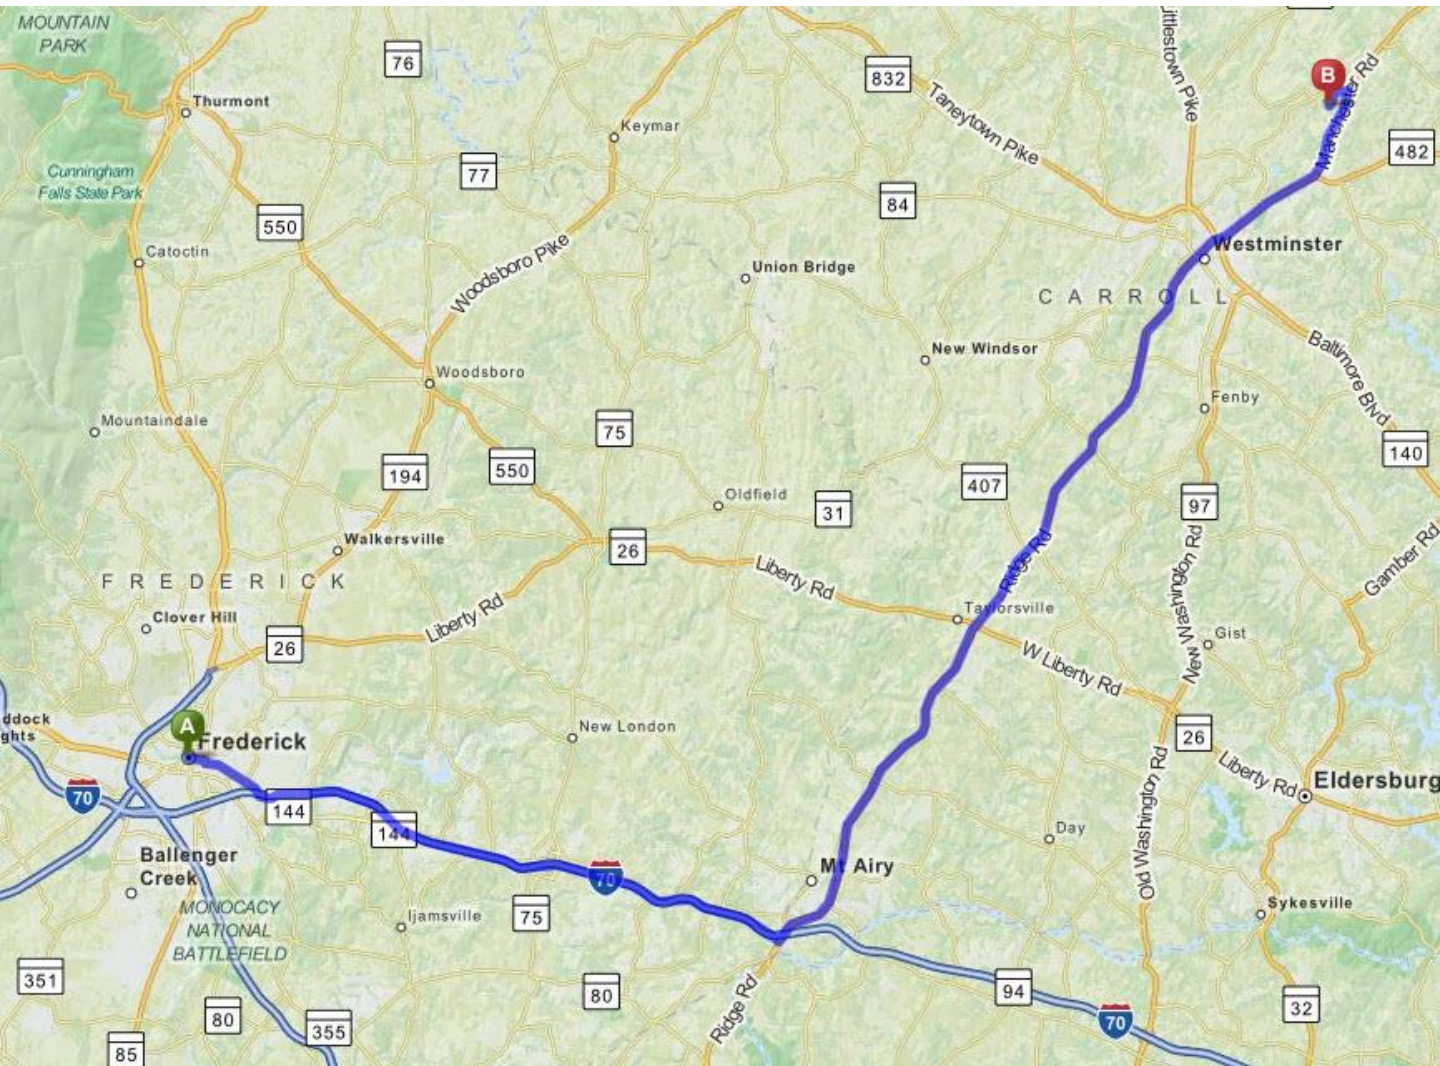 MOUNTAIN
PARK
76
832
Littlestown Pike
B
Manchester Rd
Thurmont
Taneytown Pike
Keymar
482
77
Cunningham
Falls State Park
84
550
Catoctin
Woodsboro Pike
Westminster
Union Bridge
CARROLL
New Windsor
Baltimore Blvd
Woodsboro
Fenby
Mountaindale
75
140
194
550
407
Oldfield
31
97
Walkersville
26
Ridge Rd
New Washington Rd
Gamber Rd
FREDERICK
Liberty Rd
Clover Hill
Liberty Rd
Taylorsville
26
Gist
W Liberty Rd
ddock
ghts
A
Frederick
New London
26
Liberty Rd
Eldersburg
70
144
144
Old Washington Rd
Day
Ballenger
Creek
70
Mt Airy
MONOCACY
NATIONAL
BATTLEFIELD
Ijamsville
75
Sykesville
351
80
94
Ridge Rd
32
80
355
70
85